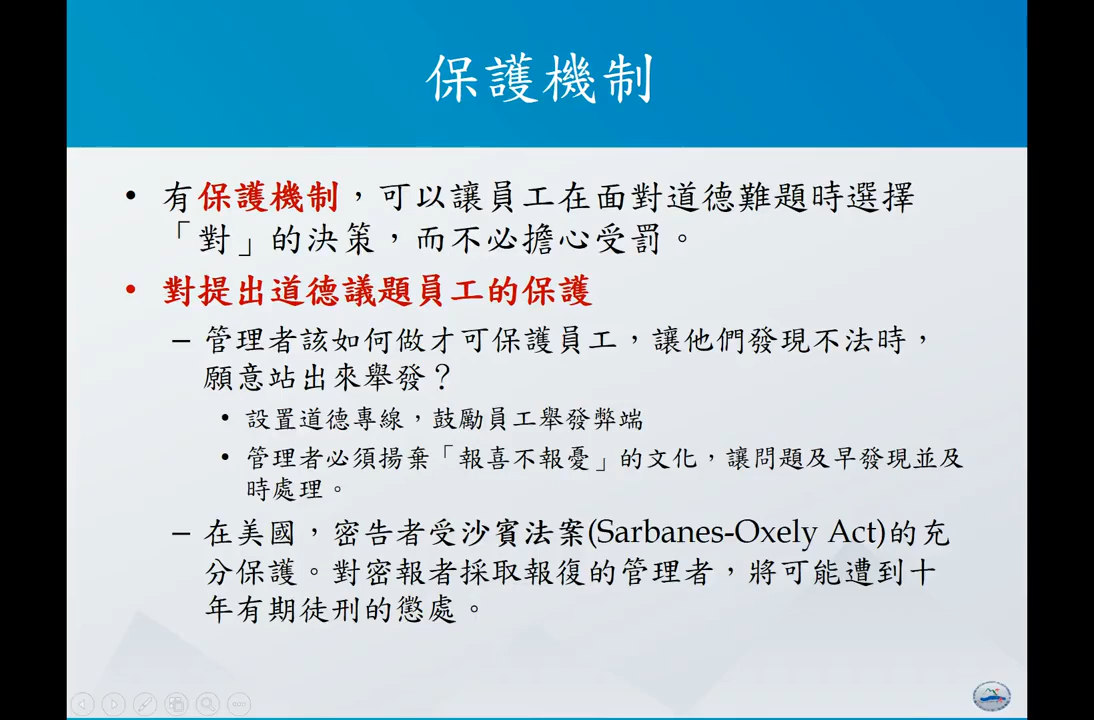 保護機制
• 有保護機制，可以讓員工在面對道德難題時選擇
「對」的決策，而不必擔心受罰。
• 對提出道德議題員工的保護
– 管理者該如何做才可保護員工，讓他們發現不法時，
願意站出來舉發？
• 設置道德專線，鼓勵員工舉發弊端
• 管理者必須揚棄「報喜不報憂」的文化，讓問題及早發現並及
時處理。
– 在美國，密告者受沙賓法案(Sarbanes-Oxely Act)的充
分保護。對密報者採取報復的管理者，將可能遭到十
年有期徒刑的懲處。